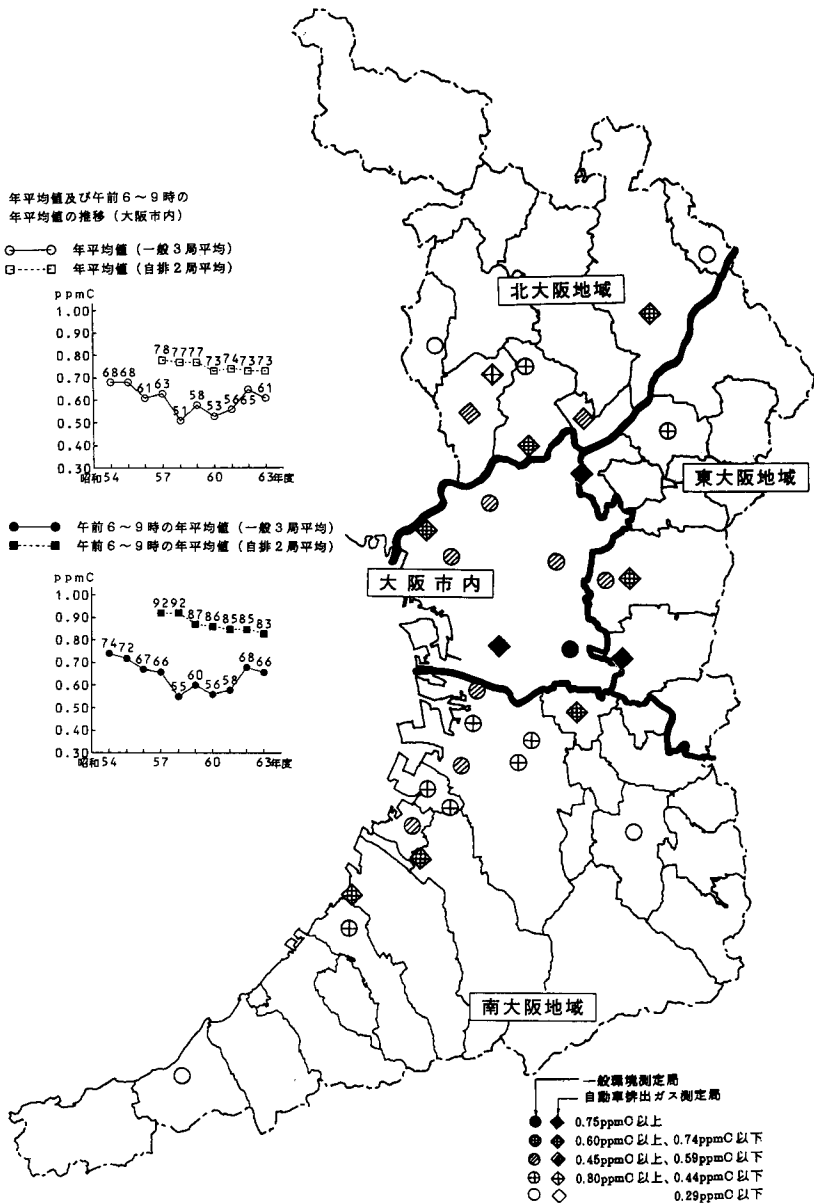 年平均値及び午前6～9時の
年平均値の推移（大阪市内）
年平均値（一般3局平均）
年平均値（自排2局平均）
ppmC
1.00
0.90
0.80
0.70
0.60
0.50
0.40
0.30
78 77 77 73 74 73 73
68 68 61 63 51 58 53 56 65 61
昭和54 57 60 63年度
午前6～9時の年平均値（一般3局平均）
午前6～9時の年平均値（自排2局平均）
ppmC
1.00
0.90
0.80
0.70
0.60
0.50
0.40
0.30
92 92 87 86 85 85 83
74 72 67 66 55 60 56 58 68 66
昭和54 57 60 63年度
北大阪地域
東大阪地域
大阪市内
南大阪地域
一般環境測定局
自動車排出ガス測定局
0.75ppmC以上
0.60ppmC以上、0.74ppmC以下
0.45ppmC以上、0.59ppmC以下
0.80ppmC以上、0.44ppmC以下
0.29ppmC以下